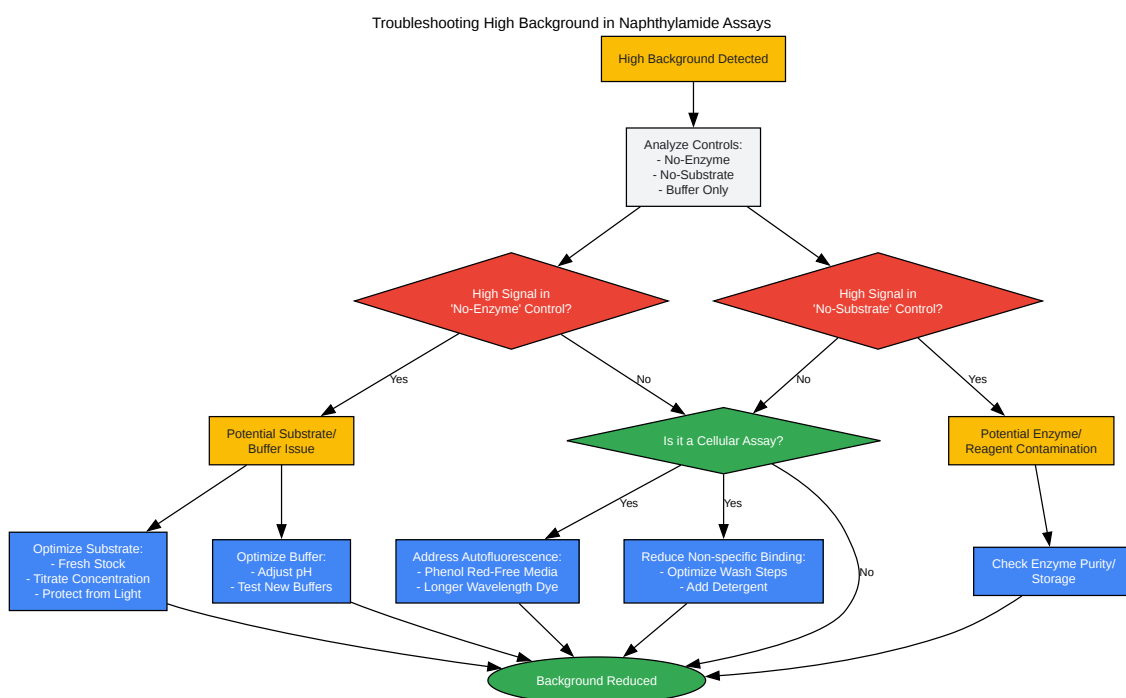 Troubleshooting High Background in Naphthylamide Assays
High Background Detected
Analyze Controls:
- No-Enzyme
- No-Substrate
- Buffer Only
High Signal in
'No-Enzyme' Control?
High Signal in
'No-Substrate' Control?
Yes
No
No
Yes
Potential Substrate/
Buffer Issue
Is it a Cellular Assay?
Potential Enzyme/
Reagent Contamination
Yes
Yes
No
Optimize Substrate:
- Fresh Stock
- Titrate Concentration
- Protect from Light
Optimize Buffer:
- Adjust pH
- Test New Buffers
Address Autofluorescence:
- Phenol Red-Free Media
- Longer Wavelength Dye
Reduce Non-specific Binding:
- Optimize Wash Steps
- Add Detergent
Check Enzyme Purity/
Storage
Background Reduced